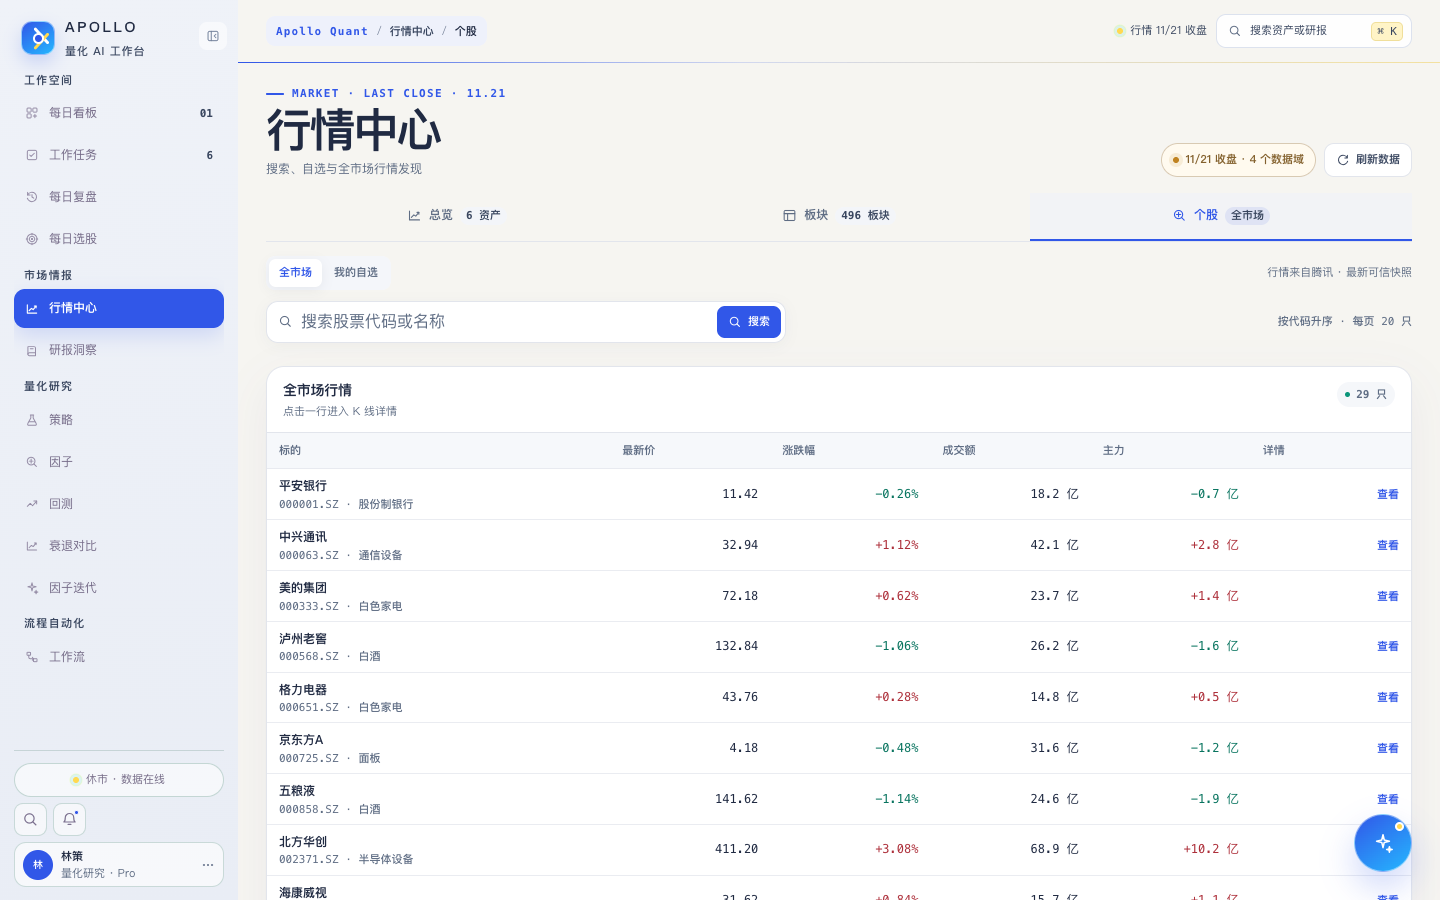 APOLLO
量化 AI 工作台
工作空间
每日看板 01
工作任务 6
每日复盘
每日选股
市场情报
行情中心
研报洞察
量化研究
策略
因子
回测
衰退对比
因子迭代
流程自动化
工作流
休市 · 数据在线
林
林策
量化研究 · Pro
Apollo Quant / 行情中心 / 个股
行情 11/21 收盘
搜索资产或研报 ⌘ K
MARKET · LAST CLOSE · 11.21
行情中心
搜索、自选与全市场行情发现
11/21 收盘 · 4 个数据域
刷新数据
总览 6 资产
板块 496 板块
个股 全市场
全市场 我的自选
行情来自腾讯 · 最新可信快照
搜索股票代码或名称 搜索
按代码升序 · 每页 20 只
全市场行情
点击一行进入 K 线详情
29 只
标的 最新价 涨跌幅 成交额 主力 详情
平安银行
000001.SZ · 股份制银行
11.42 -0.26% 18.2 亿 -0.7 亿 查看
中兴通讯
000063.SZ · 通信设备
32.94 +1.12% 42.1 亿 +2.8 亿 查看
美的集团
000333.SZ · 白色家电
72.18 +0.62% 23.7 亿 +1.4 亿 查看
泸州老窖
000568.SZ · 白酒
132.84 -1.06% 26.2 亿 -1.6 亿 查看
格力电器
000651.SZ · 白色家电
43.76 +0.28% 14.8 亿 +0.5 亿 查看
京东方A
000725.SZ · 面板
4.18 -0.48% 31.6 亿 -1.2 亿 查看
五粮液
000858.SZ · 白酒
141.62 -1.14% 24.6 亿 -1.9 亿 查看
北方华创
002371.SZ · 半导体设备
411.20 +3.08% 68.9 亿 +10.2 亿
海康威视
31.62 +0.84% 15.7 亿 +1.1 亿 查看